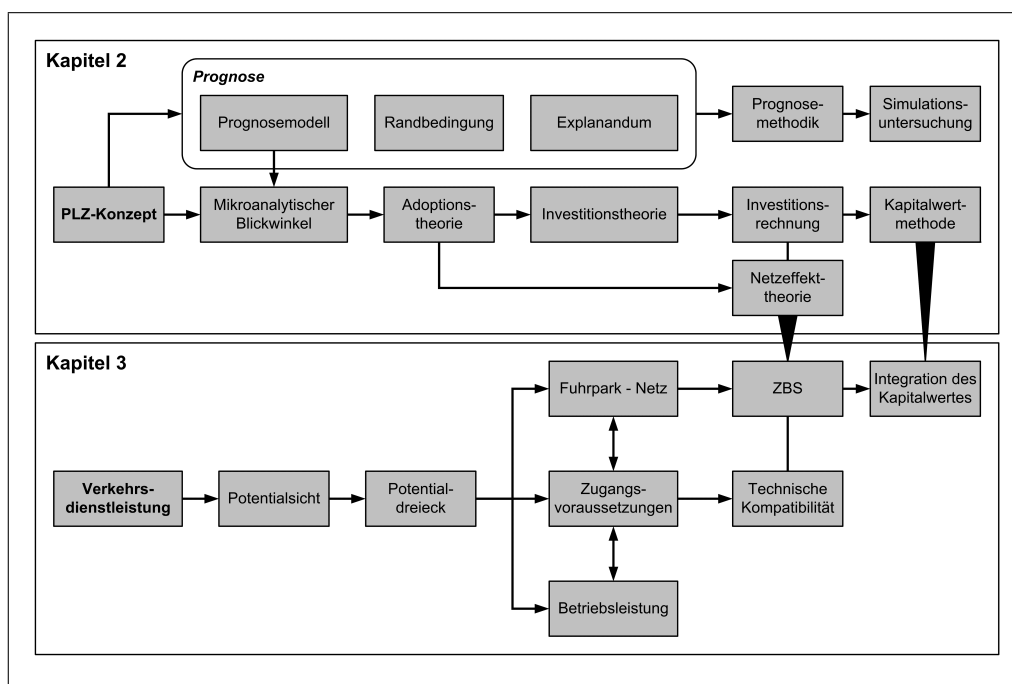 Kapitel 2
Prognose
Prognosemodell
Randbedingung
Explanandum
Prognose-
methodik
Simulations-
untersuchung
PLZ-Konzept
Mikroanalytischer
Blickwinkel
Adoptions-
theorie
Investitionstheorie
Investitions-
rechnung
Kapitalwert-
methode
Netzeffekt-
theorie
Kapitel 3
Fuhrpark - Netz
ZBS
Integration des
Kapitalwertes
Verkehrs-
dienstleistung
Potentialsicht
Potential-
dreieck
Zugangs-
voraussetzungen
Technische
Kompatibilität
Betriebsleistung